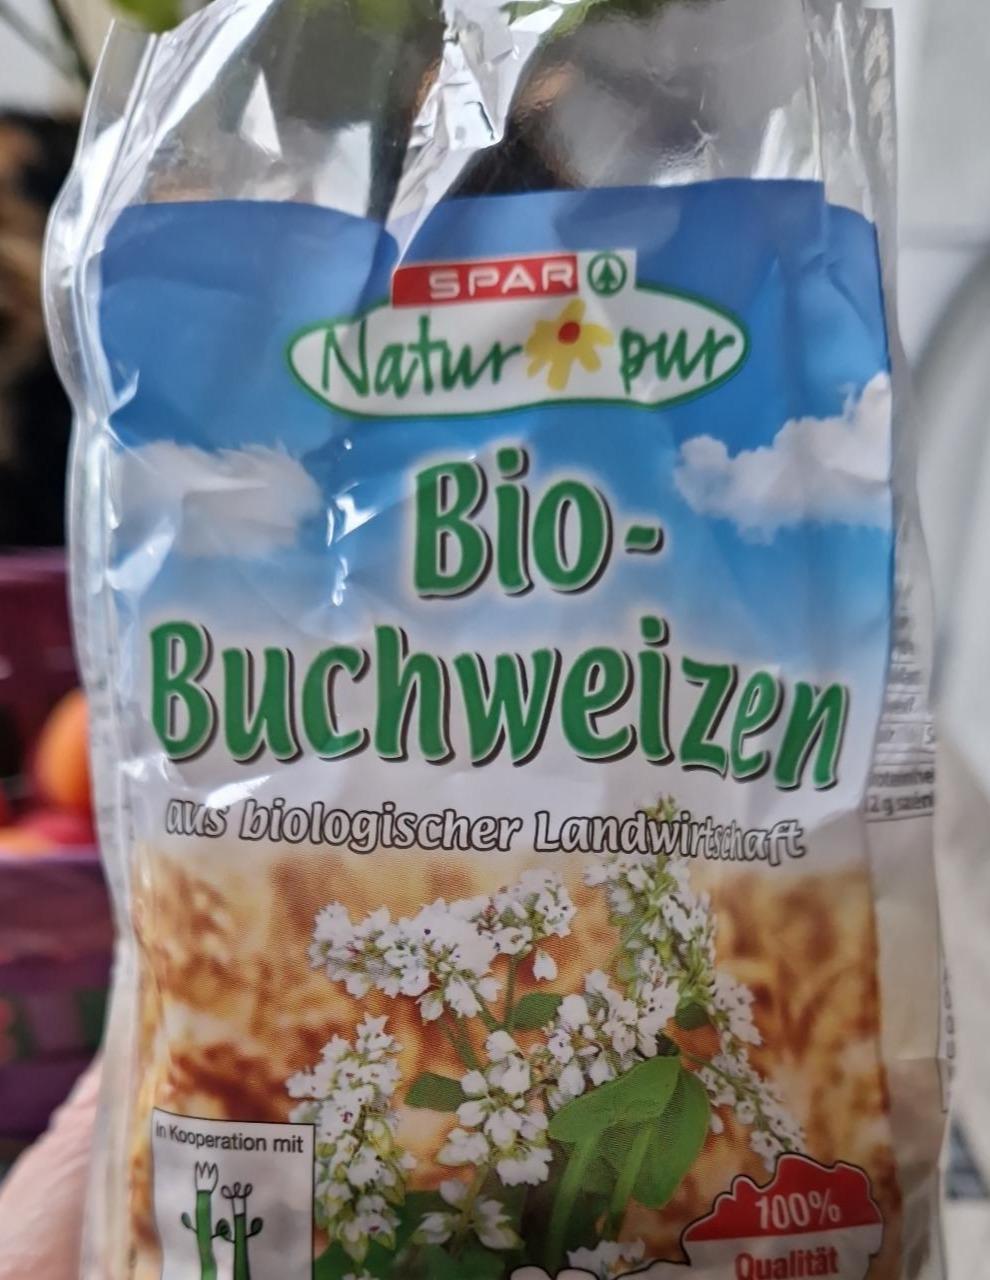 SPAR
Natur pur
Bio-
Buchweizen
aus biologischer Landwirtschaft
in Kooperation mit
100%
Qualität